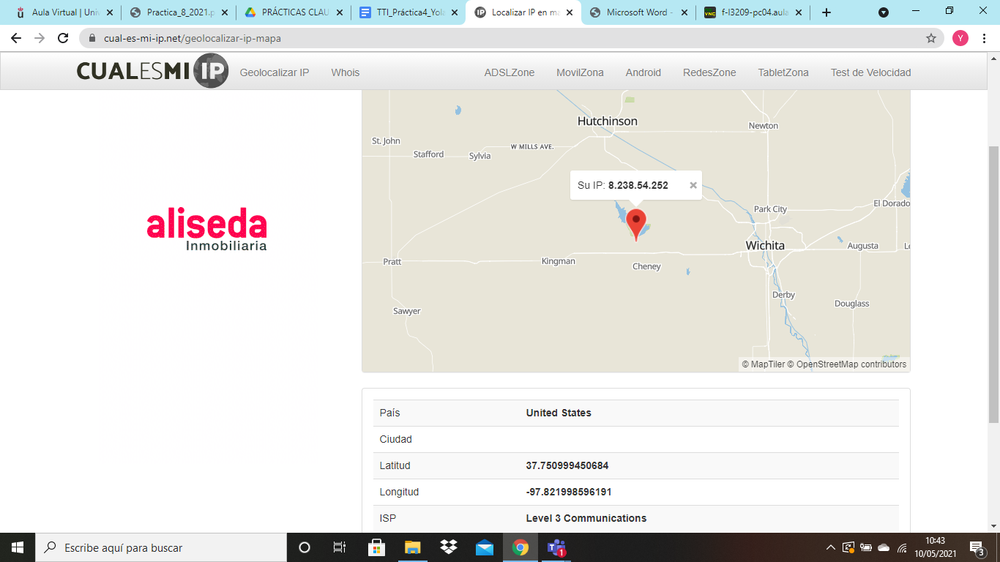 Aula Virtual | Univ
Practica_8_2021.p
PRÁCTICAS CLAU
TTI_Práctica4_Yola
Localizar IP en ma
Microsoft Word -
f-l3209-pc04.aula
cual-es-mi-ip.net/geolocalizar-ip-mapa
Y
CUALESMI IP
Geolocalizar IP
Whois
ADSLZone
MovilZona
Android
RedesZone
TabletZona
Test de Velocidad
aliseda
Inmobiliaria
Hutchinson
Newton
St. John
Stafford
Sylvia
W MILLS AVE.
Su IP: 8.238.54.252
El Dorado
Park City
Wichita
Augusta
Pratt
Kingman
Cheney
Derby
Douglass
Sawyer
© MapTiler © OpenStreetMap contributors
País United States
Ciudad
Latitud 37.750999450684
Longitud -97.821998596191
ISP Level 3 Communications
Escribe aquí para buscar
1
10:43
10/05/2021
3